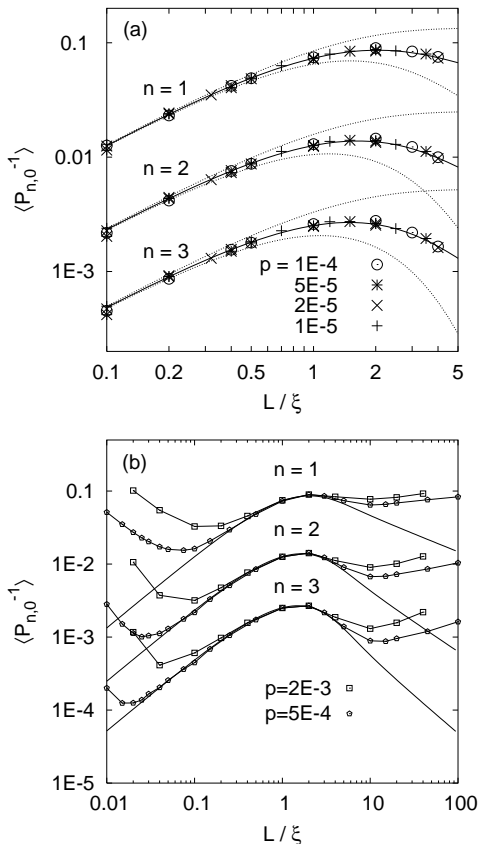 (a)
0.1
n = 1
0.01
n = 2
n = 3
1E-3
p = 1E-4
5E-5
2E-5
1E-5
⟨P_{n,0}^{-1}⟩
0.1 0.2 0.5 1 2 5
L / ξ
(b)
n = 1
0.1
n = 2
1E-2
n = 3
1E-3
p=2E-3
1E-4
p=5E-4
1E-5
⟨P_{n,0}^{-1}⟩
0.01 0.1 1 10 100
L / ξ